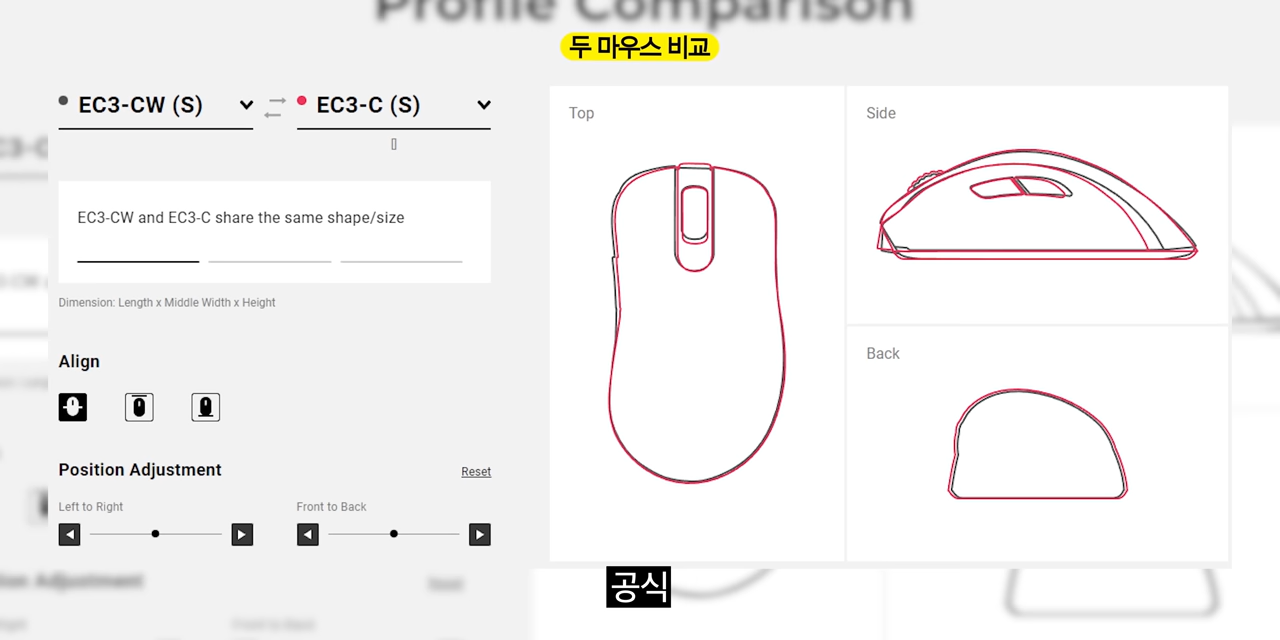 Profile Comparison
두 마우스 비교
EC3-CW (S)
EC3-C (S)
EC3-CW and EC3-C share the same shape/size
Dimension: Length x Middle Width x Height
Align
Position Adjustment
Reset
Left to Right
Front to Back
Top
Side
Back
공식